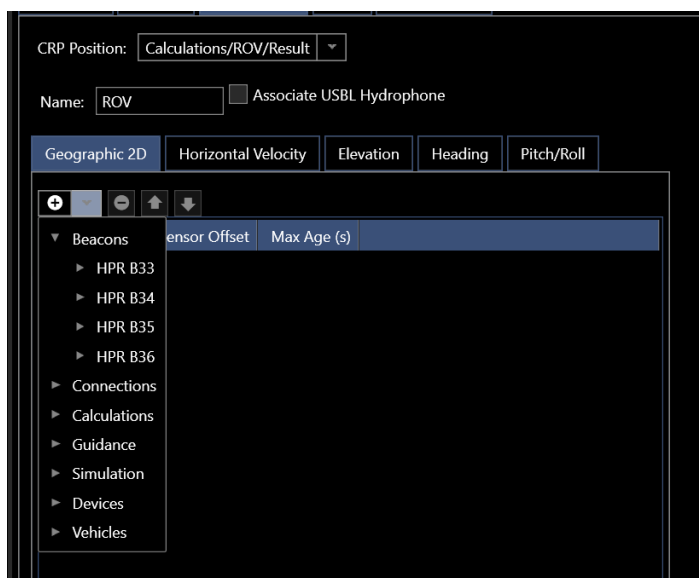 CRP Position: Calculations/ROV/Result
Name: ROV Associate USBL Hydrophone
Geographic 2D Horizontal Velocity Elevation Heading Pitch/Roll
ensor Offset Max Age (s)
Beacons
HPR B33
HPR B34
HPR B35
HPR B36
Connections
Calculations
Guidance
Simulation
Devices
Vehicles